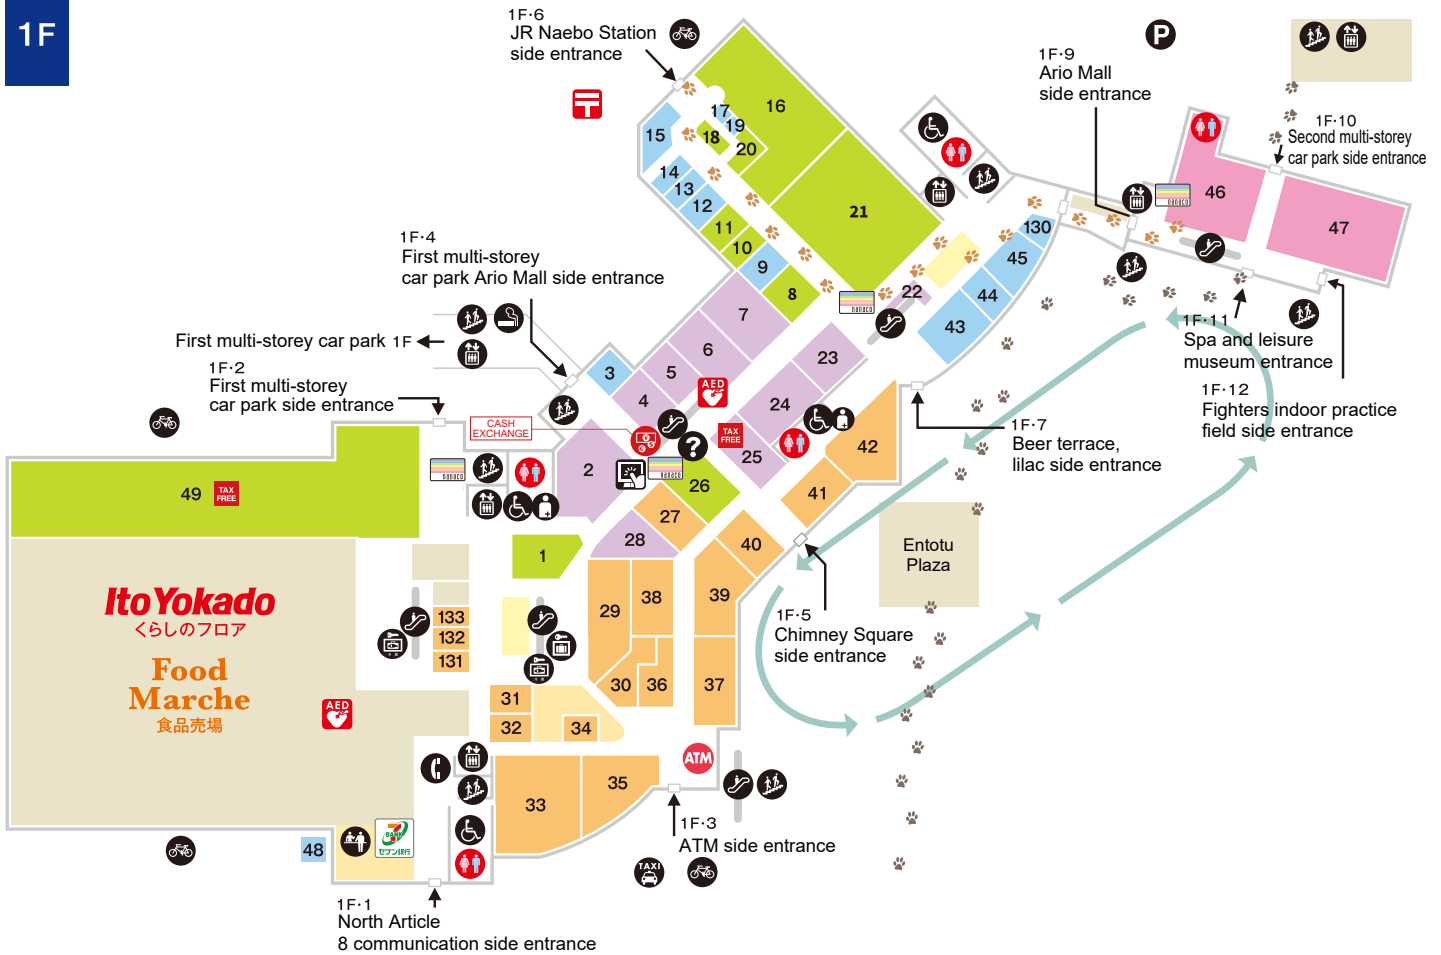 1F
1F・6
JR Naebo Station
side entrance
P
1F・9
Ario Mall
side entrance
1F・10
Second multi-storey
car park side entrance
16
17
19
15
18
20
14
13
12
11
10
9
8
21
46
47
130
45
44
43
22
nanaco
nanaco
1F・4
First multi-storey
car park Ario Mall side entrance
First multi-storey car park 1F
1F・2
First multi-storey
car park side entrance
7
6
5
4
3
23
24
25
AED
TAX
FREE
CASH
EXCHANGE
?
nanaco
nanaco
2
26
27
28
42
41
40
1F・11
Spa and leisure
museum entrance
1F・12
Fighters indoor practice
field side entrance
1F・7
Beer terrace,
lilac side entrance
49
TAX
FREE
1
Entotu
Plaza
Ito Yokado
くらしのフロア
Food
Marche
食品売場
AED
133
132
131
29
38
39
30
36
37
31
32
34
33
35
1F・5
Chimney Square
side entrance
ATM
1F・3
ATM side entrance
TAXI
48
7
BANK
セブン銀行
1F・1
North Article
8 communication side entrance